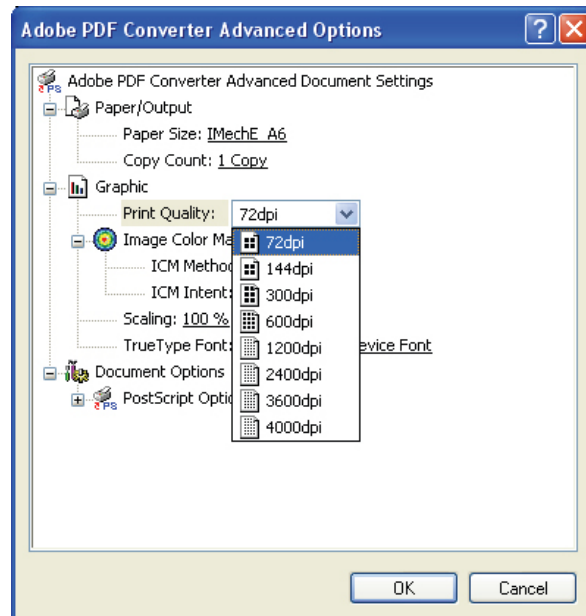 Adobe PDF Converter Advanced Options
Adobe PDF Converter Advanced Document Settings
Paper/Output
Paper Size: IMechE A6
Copy Count: 1 Copy
Graphic
Print Quality: 72dpi
Image Color Ma
72dpi
ICM Metho
144dpi
ICM Intent:
300dpi
Scaling: 100 %
600dpi
TrueType Font: evice Font
1200dpi
Document Options
2400dpi
PostScript Optio
3600dpi
4000dpi
OK Cancel